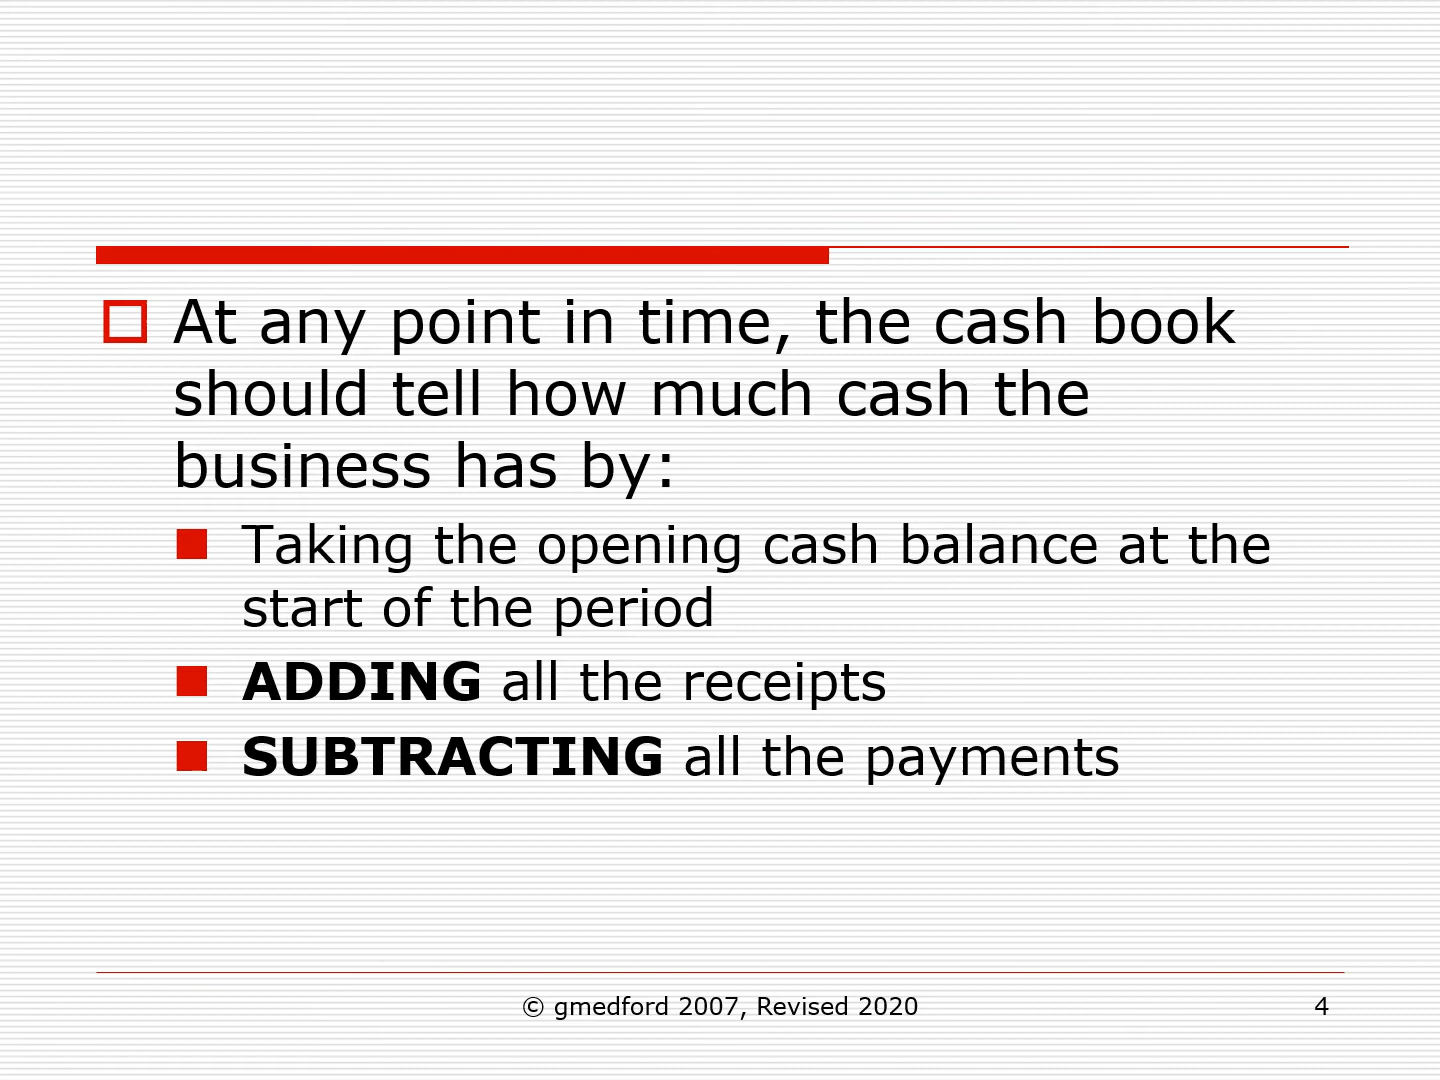 At any point in time, the cash book
should tell how much cash the
business has by:
Taking the opening cash balance at the
start of the period
ADDING all the receipts
SUBTRACTING all the payments
© gmedford 2007, Revised 2020
4